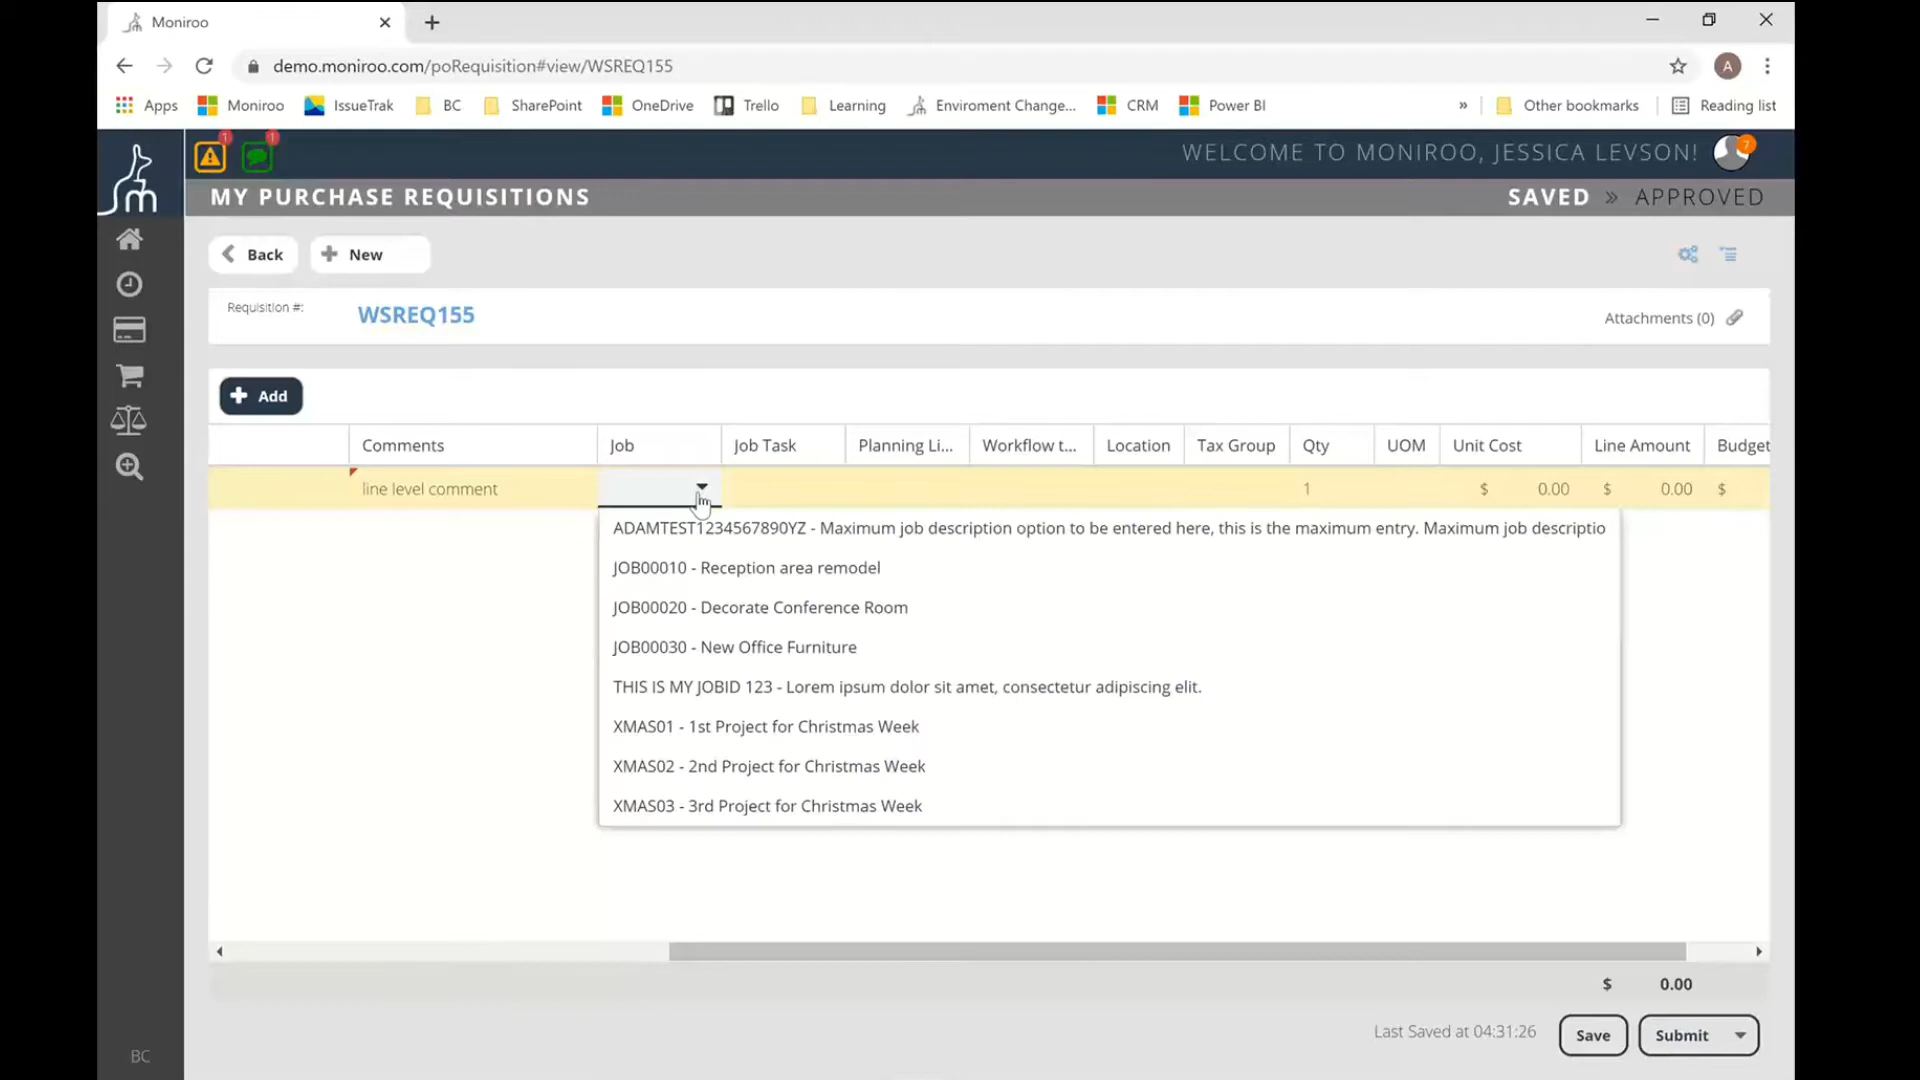 Moniroo
demo.moniroo.com/poRequisition#view/WSREQ155
A
Apps Moniroo IssueTrak BC SharePoint OneDrive Trello Learning Enviroment Change... CRM Power BI » Other bookmarks Reading list
1 1 WELCOME TO MONIROO, JESSICA LEVSON! 7
m
MY PURCHASE REQUISITIONS SAVED » APPROVED
Back New
Requisition #: WSREQ155
Attachments (0)
Add
Comments Job Job Task Planning Li... Workflow t... Location Tax Group Qty UOM Unit Cost Line Amount Budget
line level comment 1 $ 0.00 $ 0.00 $
ADAMTEST1234567890YZ - Maximum job description option to be entered here, this is the maximum entry. Maximum job descriptio
JOB00010 - Reception area remodel
JOB00020 - Decorate Conference Room
JOB00030 - New Office Furniture
THIS IS MY JOBID 123 - Lorem ipsum dolor sit amet, consectetur adipiscing elit.
XMAS01 - 1st Project for Christmas Week
XMAS02 - 2nd Project for Christmas Week
XMAS03 - 3rd Project for Christmas Week
$ 0.00
Last Saved at 04:31:26 Save Submit
BC